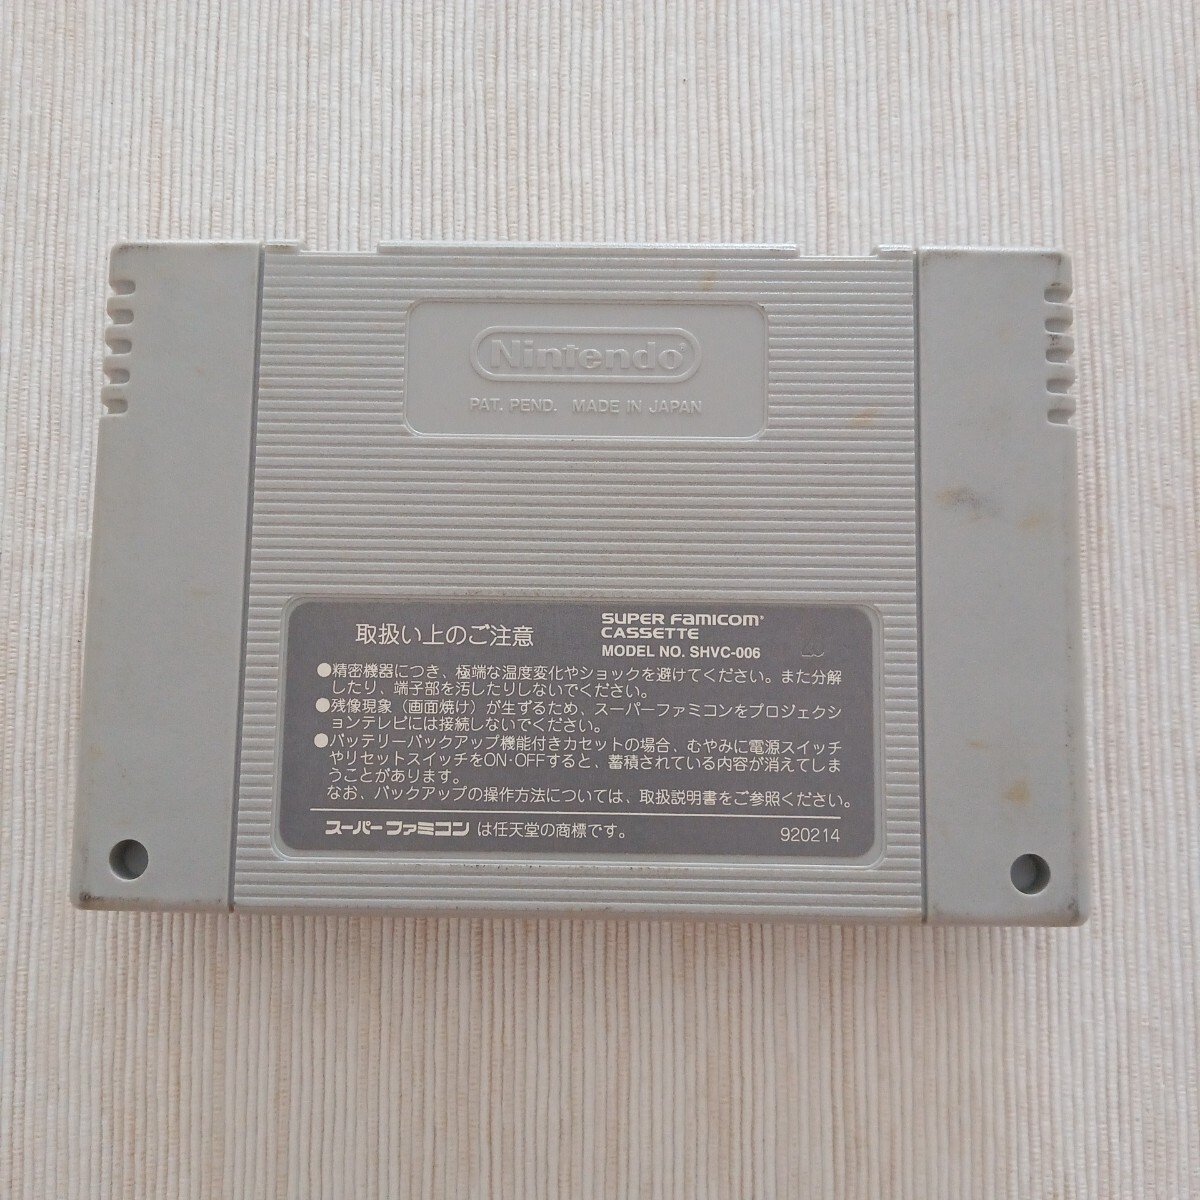 Nintendo®
PAT. PEND. MADE IN JAPAN
取扱い上のご注意
SUPER Famicom®
CASSETTE
MODEL NO. SHVC-006
●精密機器につき、極端な温度変化やショックを避けてください。また分解
したり、端子部を汚したりしないでください。
●残像現象（画面焼け）が生ずるため、スーパーファミコンをプロジェクシ
ョンテレビには接続しないでください。
●バッテリーバックアップ機能付きカセットの場合、むやみに電源スイッチ
やリセットスイッチをON・OFFすると、蓄積されている内容が消えてしま
うことがあります。
なお、バックアップの操作方法については、取扱説明書をご参照ください。
スーパーファミコン は任天堂の商標です。
920214